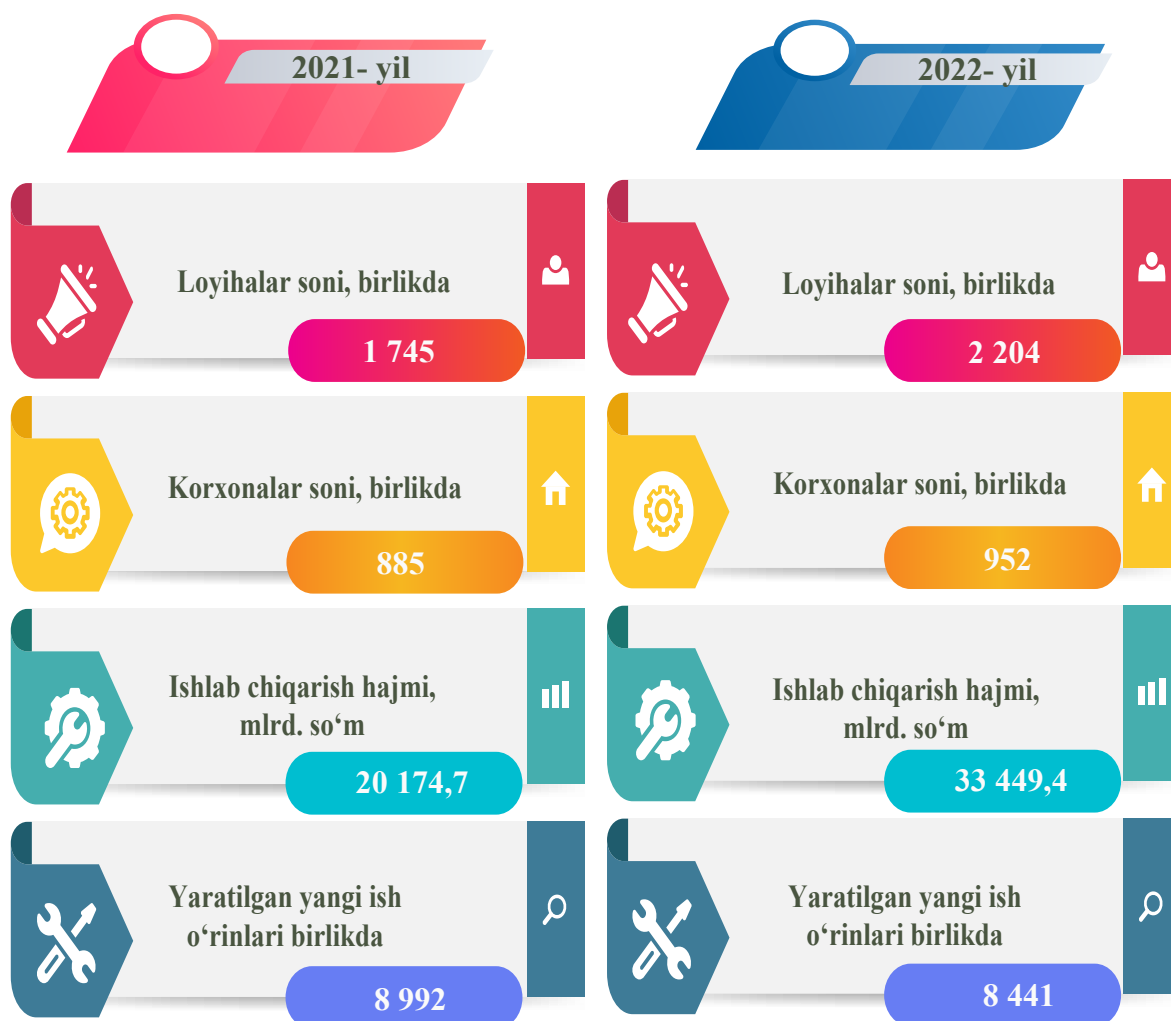 2021- yil
Loyihalar soni, birlikda
1 745
Korxonalar soni, birlikda
885
Ishlab chiqarish hajmi,
mlrd. so‘m
20 174,7
Yaratilgan yangi ish
o‘rinlari birlikda
8 992
2022- yil
Loyihalar soni, birlikda
2 204
Korxonalar soni, birlikda
952
Ishlab chiqarish hajmi,
mlrd. so‘m
33 449,4
Yaratilgan yangi ish
o‘rinlari birlikda
8 441